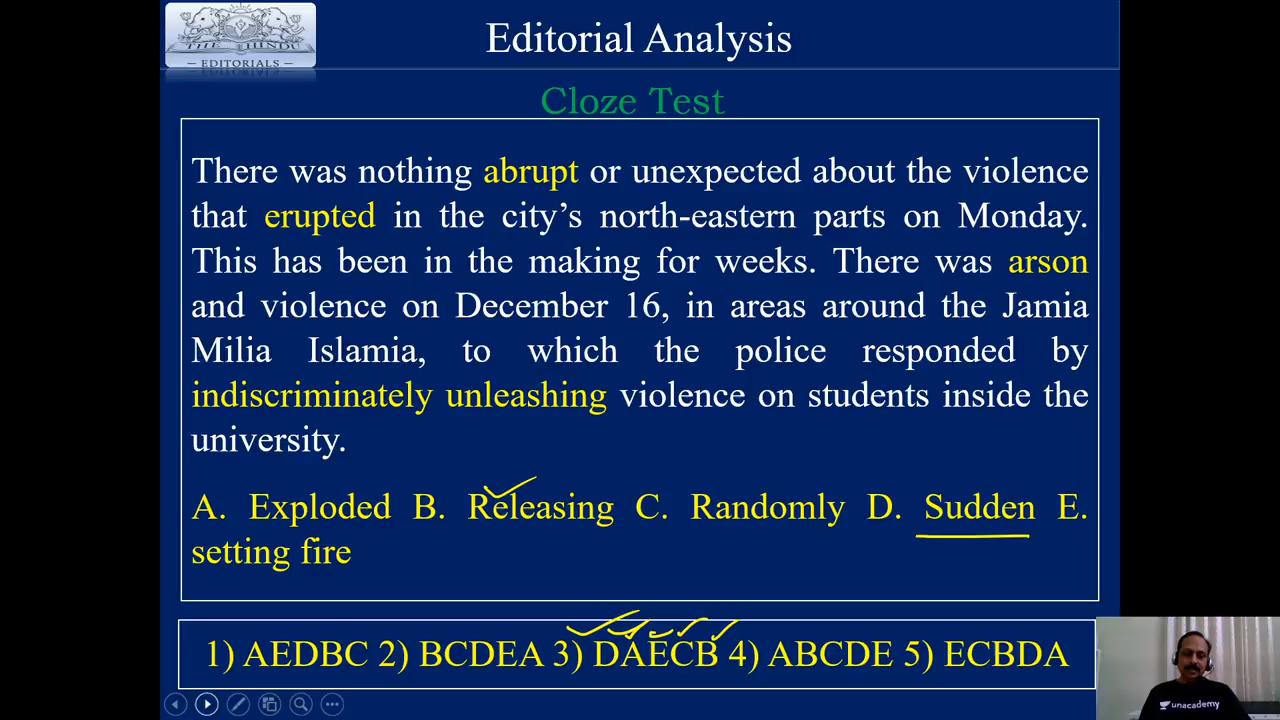 THE HINDU
— EDITORIALS —
Editorial Analysis
Cloze Test
There was nothing abrupt or unexpected about the violence
that erupted in the city’s north-eastern parts on Monday.
This has been in the making for weeks. There was arson
and violence on December 16, in areas around the Jamia
Milia Islamia, to which the police responded by
indiscriminately unleashing violence on students inside the
university.
A. Exploded B. Releasing C. Randomly D. Sudden E.
setting fire
1) AEDBC 2) BCDEA 3) DAECB 4) ABCDE 5) ECBDA
unacademy